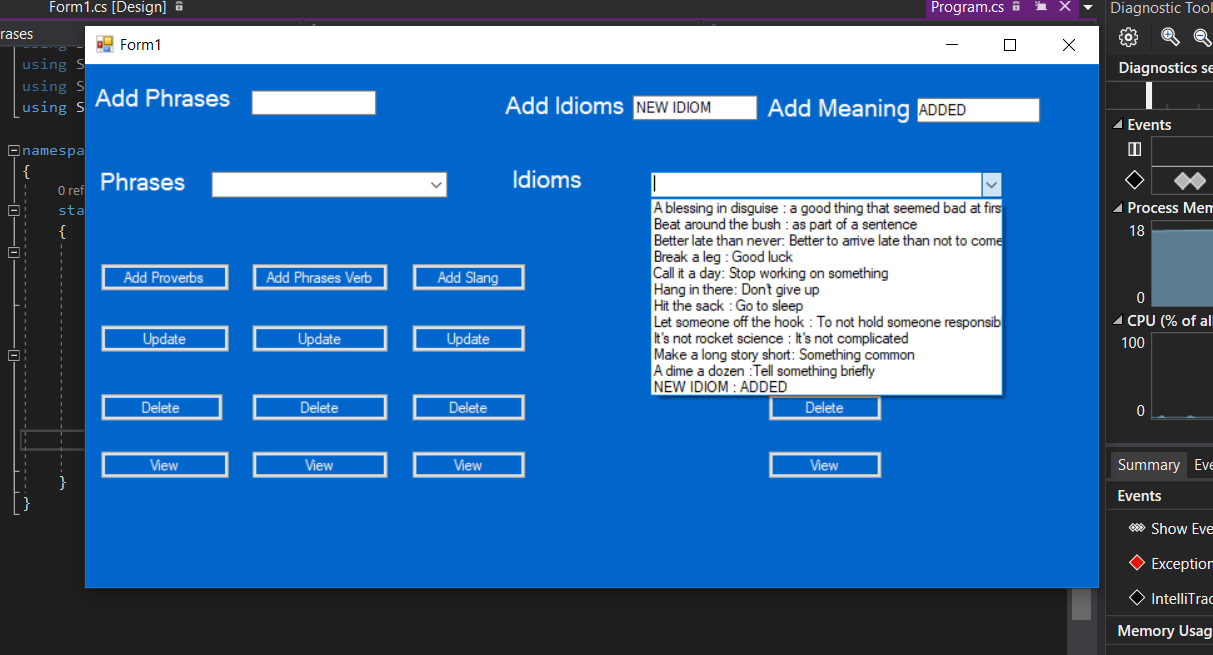 Form1.cs [Design]
Program.cs
Diagnostic Tool
rases
Form1
using S
using S
using S
Diagnostics se
Add Phrases
Add Idioms NEW IDIOM Add Meaning ADDED
Events
namespa
{
0 ref
sta
{
}
}
Phrases
Idioms
A blessing in disguise : a good thing that seemed bad at firs
Beat around the bush : as part of a sentence
Better late than never: Better to arrive late than not to come
Break a leg : Good luck
Call it a day: Stop working on something
Hang in there: Don't give up
Hit the sack : Go to sleep
Let someone off the hook : To not hold someone responsib
It's not rocket science : It's not complicated
Make a long story short: Something common
A dime a dozen :Tell something briefly
NEW IDIOM : ADDED
Add Proverbs Add Phrases Verb Add Slang
Update Update Update
Delete Delete Delete Delete
View View View View
Process Mem
18
0
CPU (% of all
100
0
Summary Eve
Events
Show Eve
Exception
IntelliTrac
Memory Usag